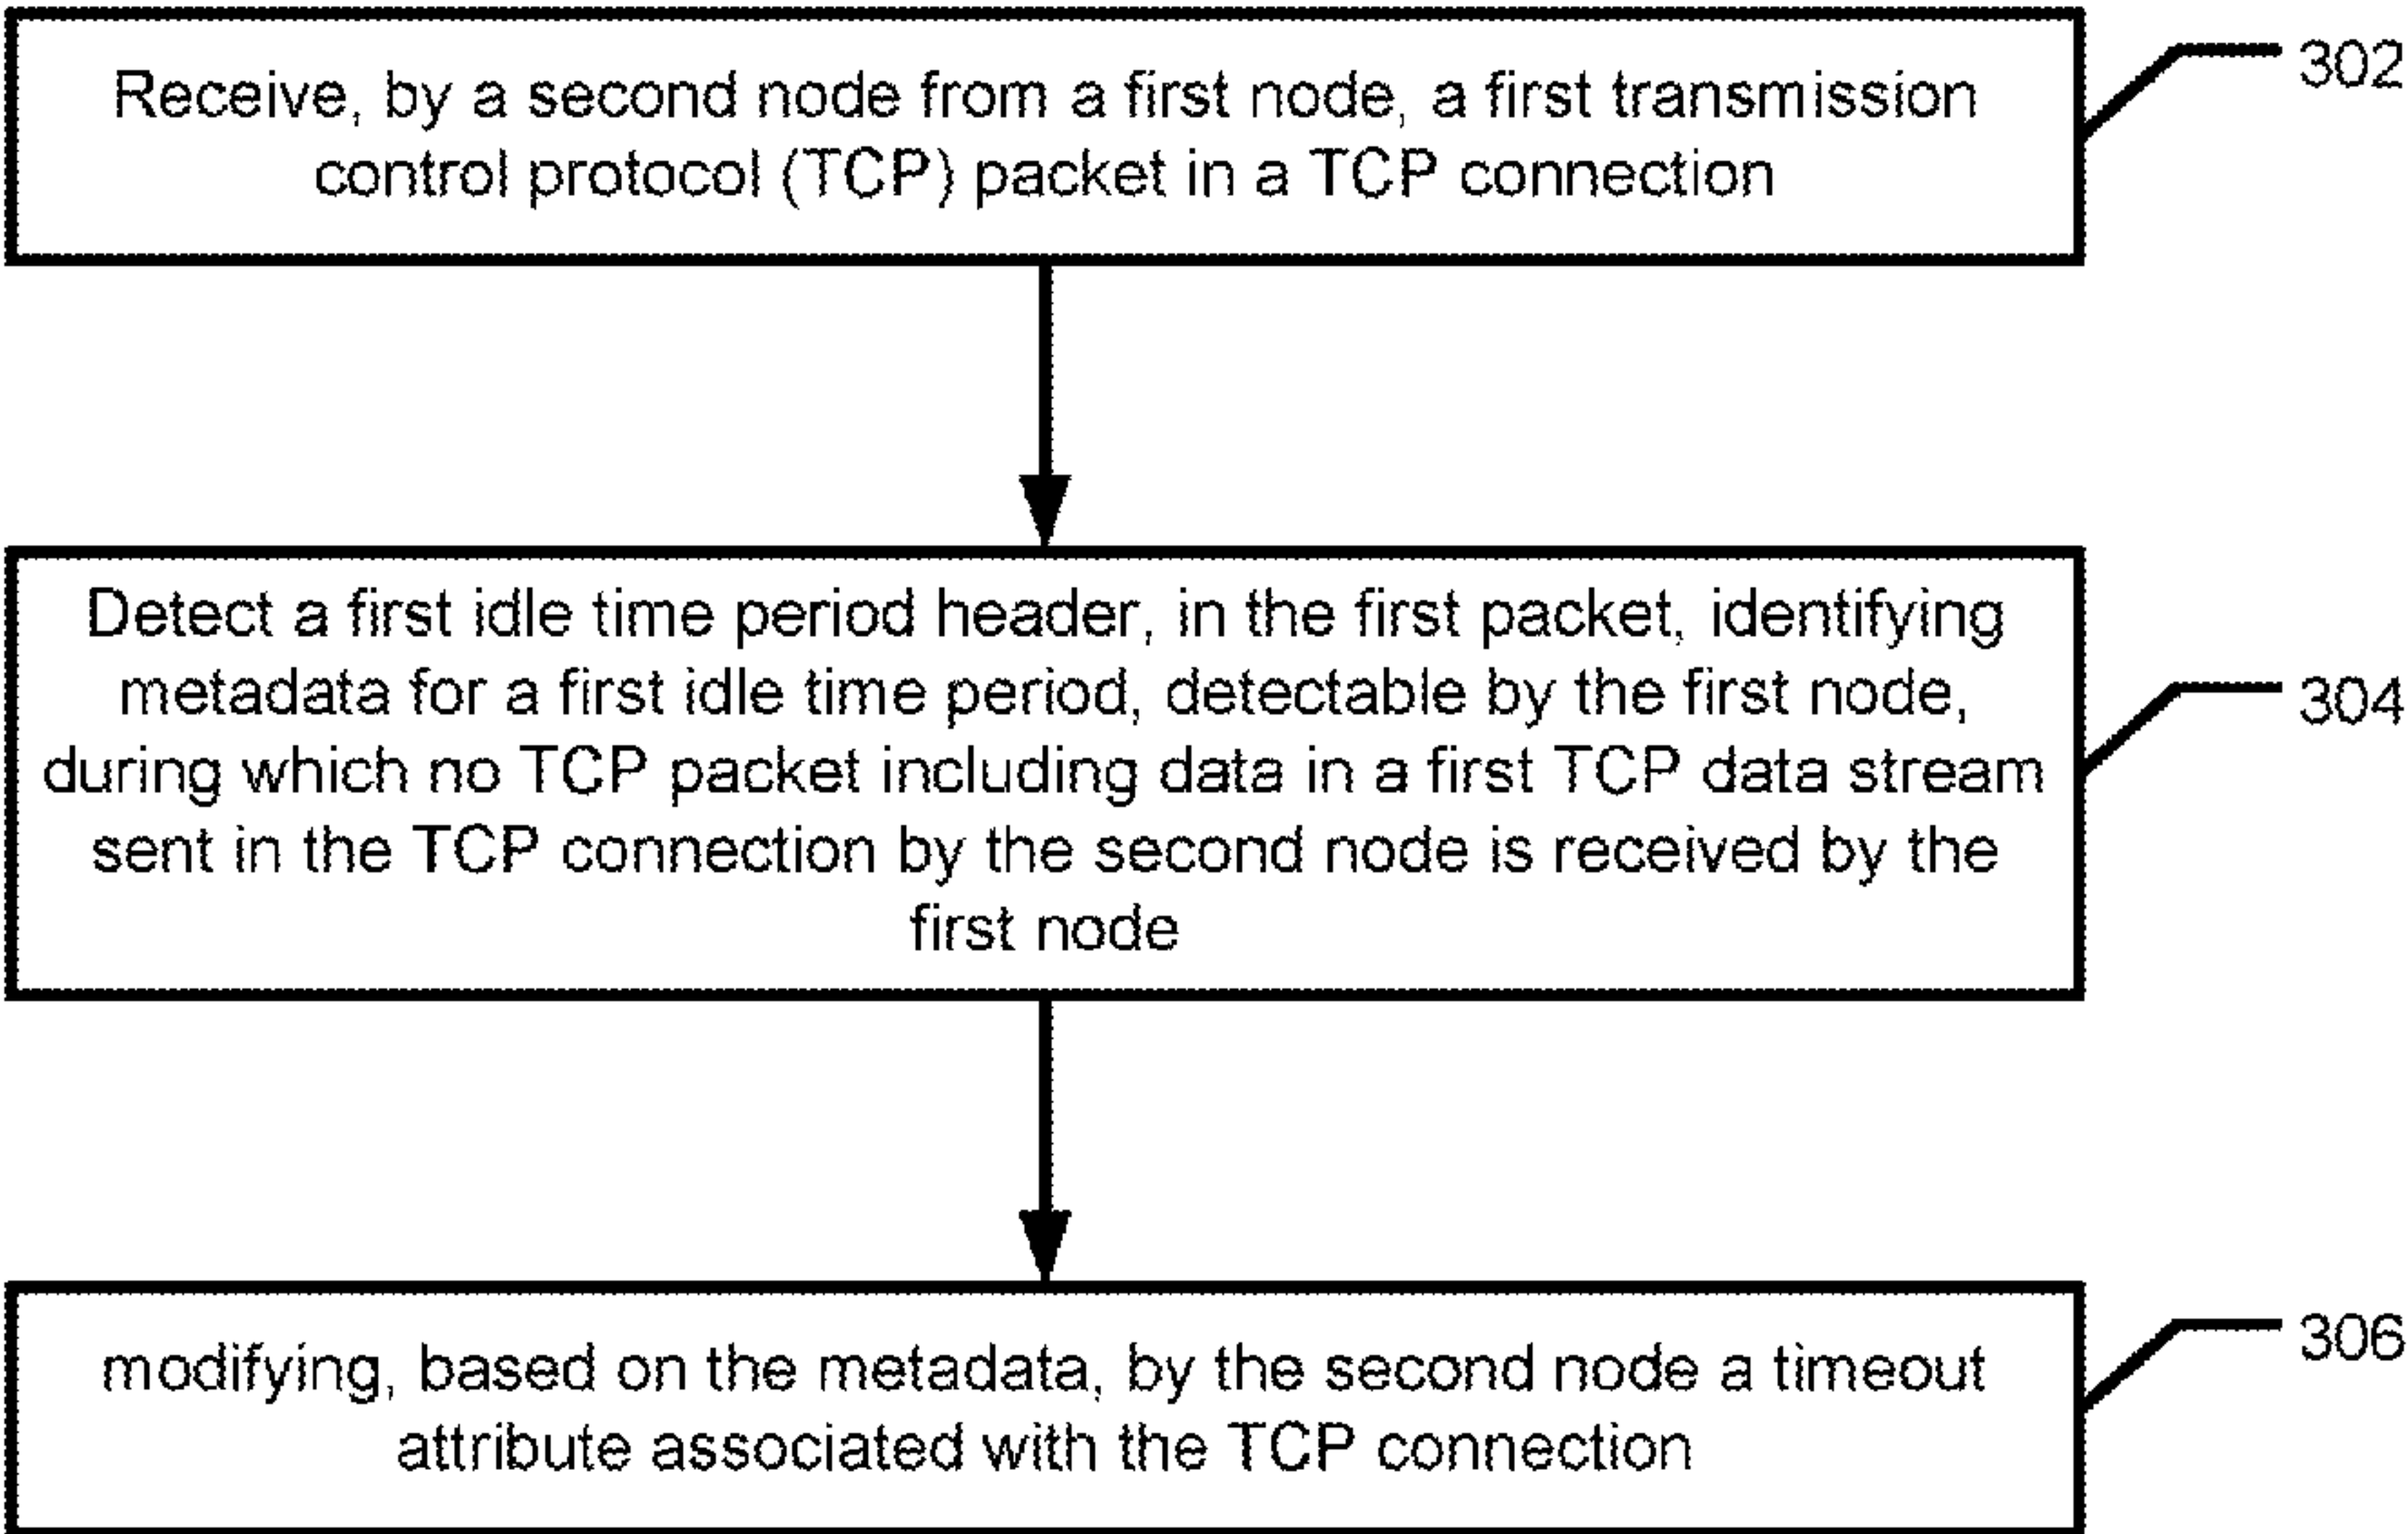 Receive, by a second node from a first node, a first transmission
control protocol (TCP) packet in a TCP connection
302
Detect a first idle time period header, in the first packet, identifying
metadata for a first idle time period, detectable by the first node,
during which no TCP packet including data in a first TCP data stream
sent in the TCP connection by the second node is received by the
first node
304
modifying, based on the metadata, by the second node a timeout
attribute associated with the TCP connection
306